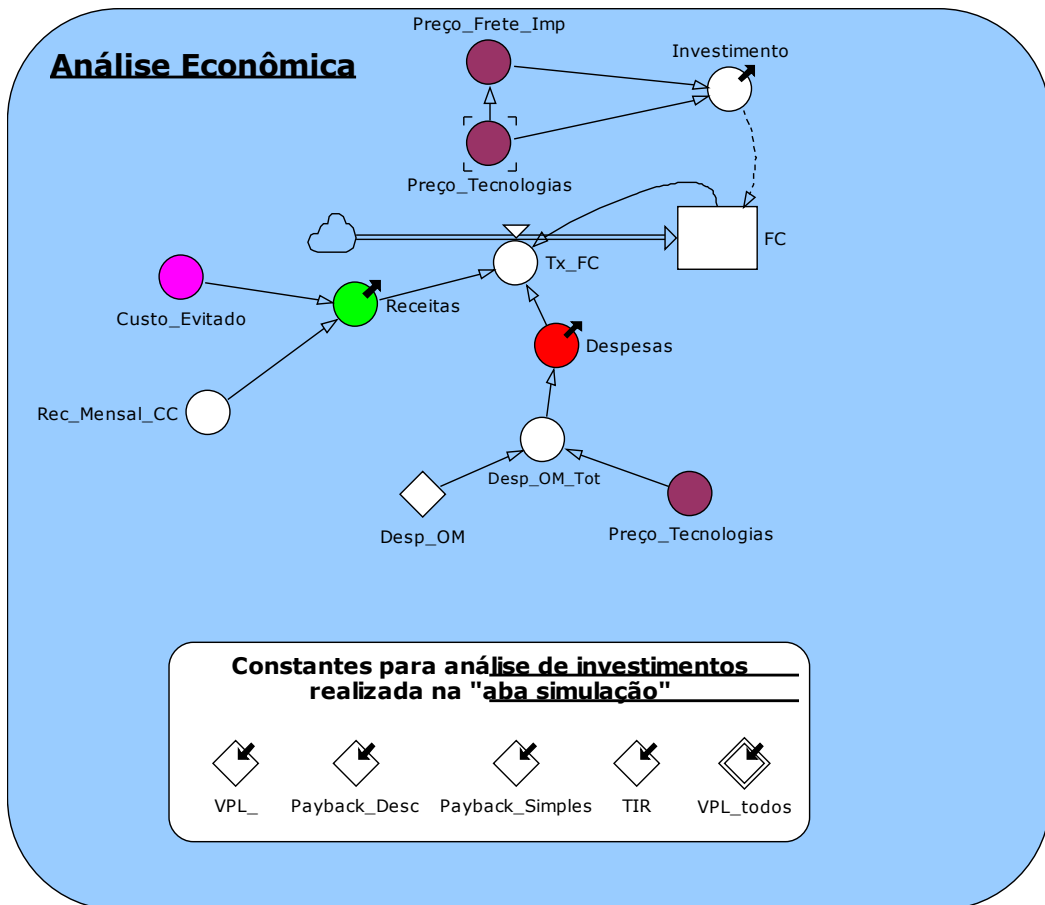 Preço_Frete_Imp
Investimento
Análise Econômica
Preço_Tecnologias
FC
Tx_FC
Custo_Evitado
Receitas
Despesas
Rec_Mensal_CC
Desp_OM_Tot
Desp_OM
Preço_Tecnologias
Constantes para análise de investimentos
realizada na "aba simulação"
VPL_
Payback_Desc
Payback_Simples
TIR
VPL_todos